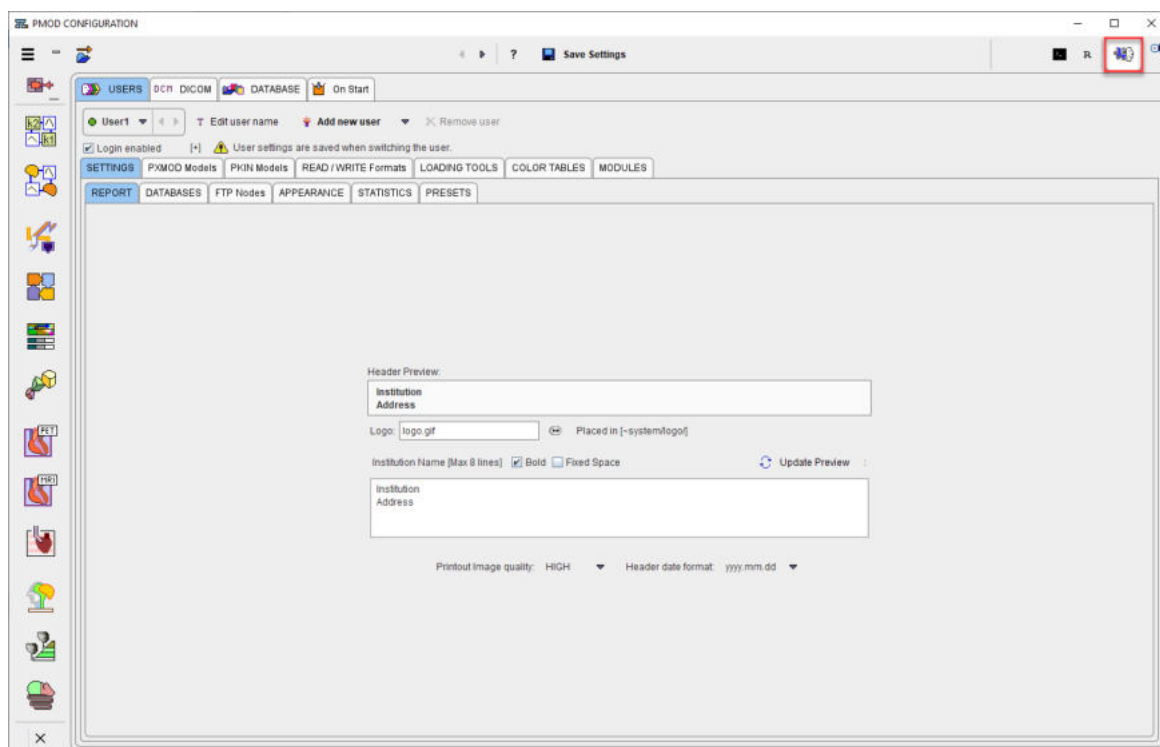 PMOD CONFIGURATION
? Save Settings R
USERS DCM DICOM DATABASE On Start
User1 T Edit user name Add new user Remove user
Login enabled [+] User settings are saved when switching the user.
SETTINGS PXMOD Models PKIN Models READ / WRITE Formats LOADING TOOLS COLOR TABLES MODULES
REPORT DATABASES FTP Nodes APPEARANCE STATISTICS PRESETS
k2
k1
Header Preview:
Institution
Address
Logo: logo.gif Placed in [~system/logo/]
PET
Institution Name [Max 8 lines] Bold Fixed Space Update Preview :
MRI
Institution
Address
Printout Image quality: HIGH Header date format: yyyy.mm.dd